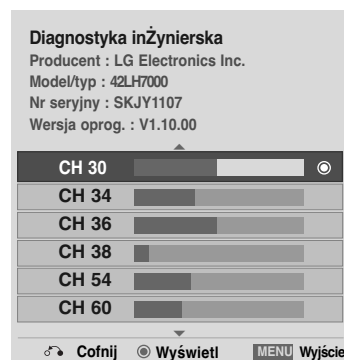 Diagnostyka inŻynierska
Producent : LG Electronics Inc.
Model/typ : 42LH7000
Nr seryjny : SKJY1107
Wersja oprog. : V1.10.00
CH 30
CH 34
CH 36
CH 38
CH 54
CH 60
Cofnij Wyświetl MENU Wyjście